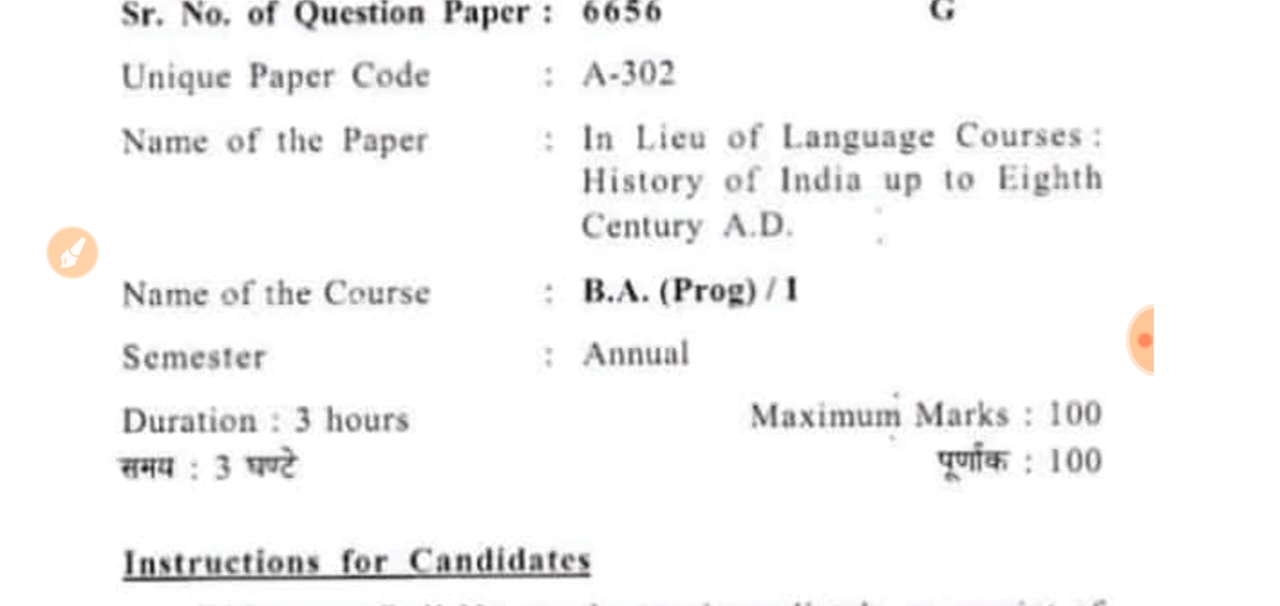 Sr. No. of Question Paper : 6656 G
Unique Paper Code : A-302
Name of the Paper : In Lieu of Language Courses :
History of India up to Eighth
Century A.D.
Name of the Course : B.A. (Prog) / I
Semester : Annual
Duration : 3 hours Maximum Marks : 100
समय : 3 घण्टे पूर्णांक : 100
Instructions for Candidates